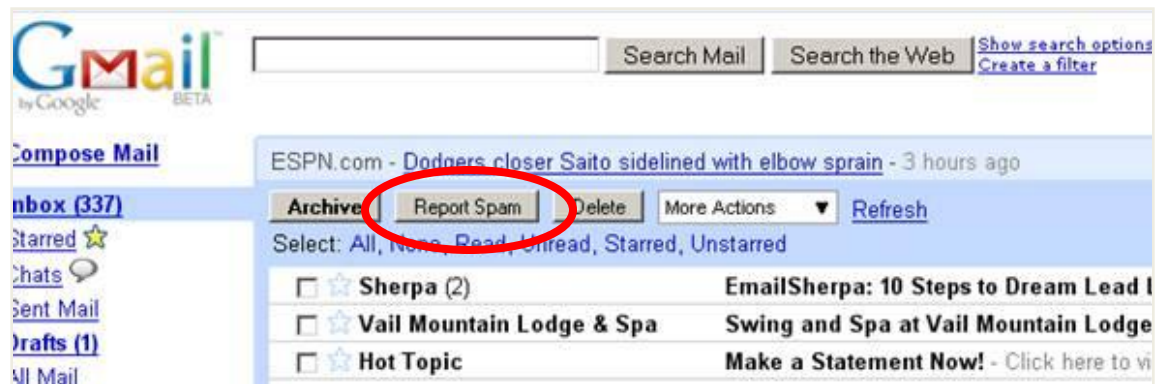 Gmail
by Google BETA
Search Mail Search the Web Show search options
Create a filter
Compose Mail
ESPN.com - Dodgers closer Saito sidelined with elbow sprain - 3 hours ago
nbox (337)
Archive Report Spam Delete More Actions ▼ Refresh
Starred
Select: All, None, Read, Unread, Starred, Unstarred
Chats
Sherpa (2) EmailSherpa: 10 Steps to Dream Lead
Sent Mail
Vail Mountain Lodge & Spa Swing and Spa at Vail Mountain Lodge
Drafts (1)
Hot Topic Make a Statement Now! - Click here to vi
All Mail